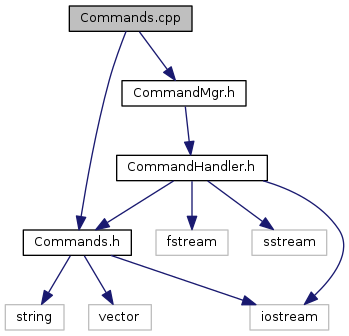 Commands.cpp
CommandMgr.h
CommandHandler.h
Commands.h
fstream
sstream
string
vector
iostream